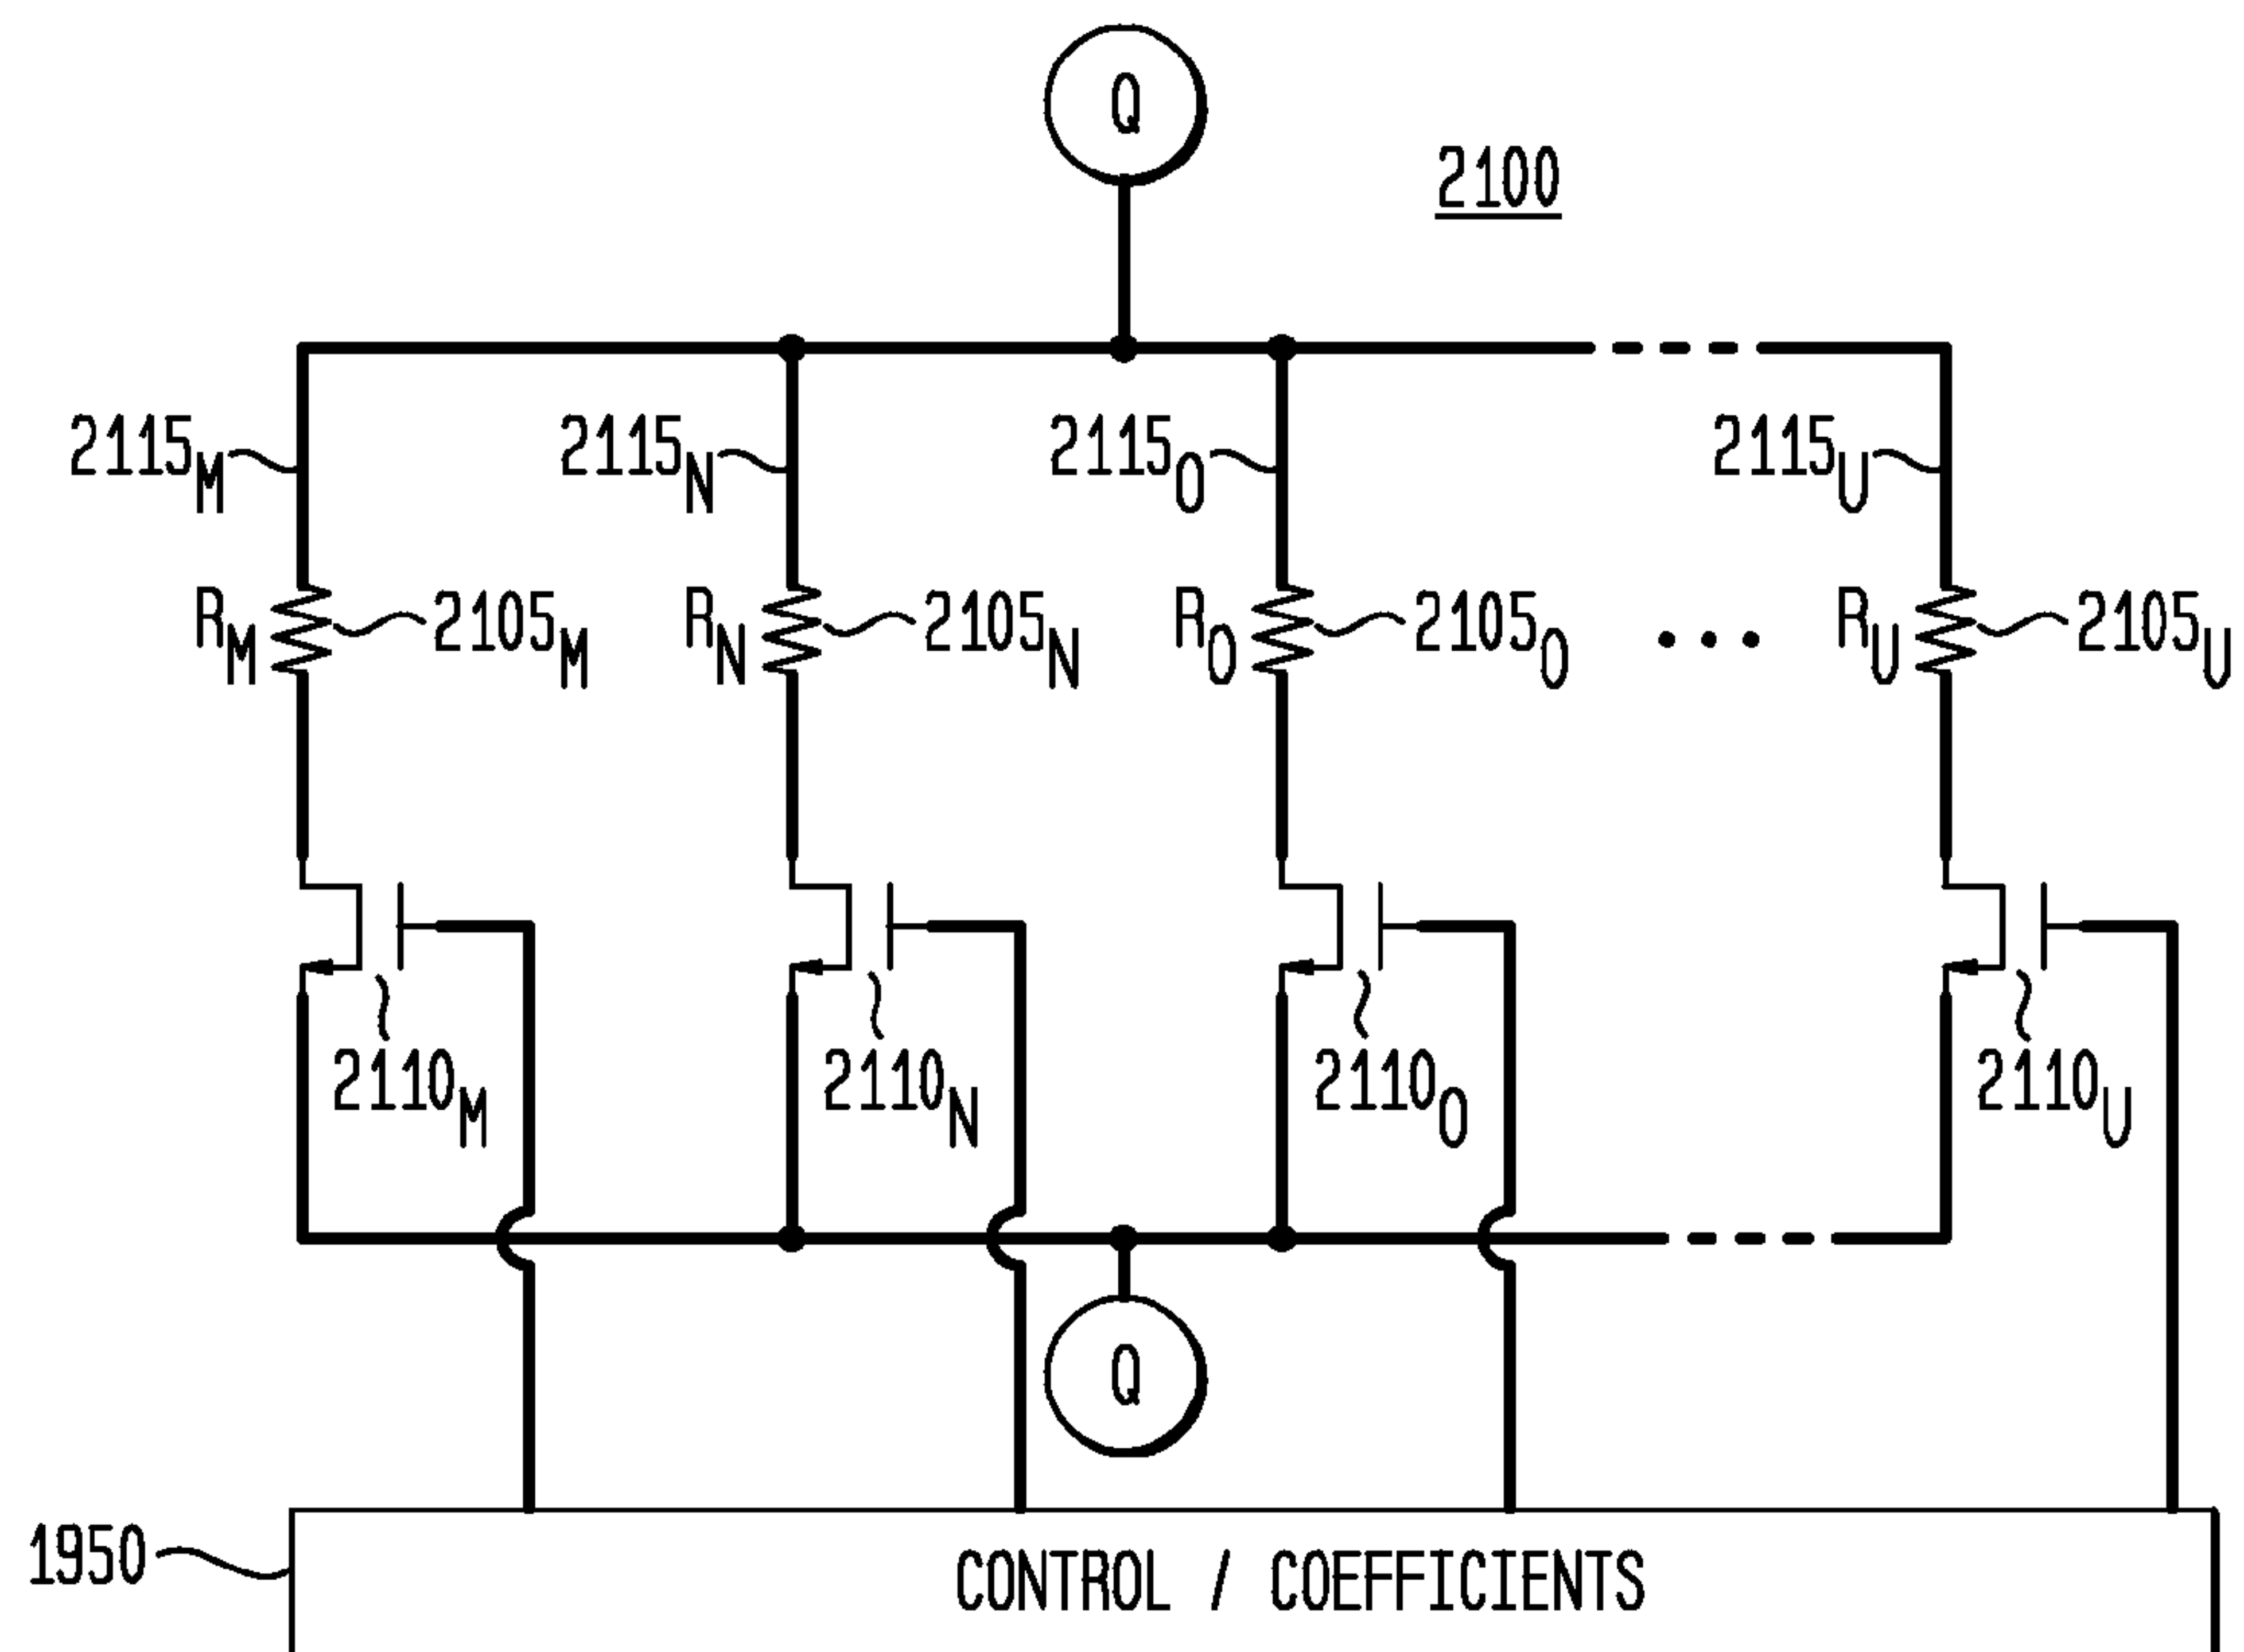 Q
2100
2115M 2115N 2115O 2115U
RM 2105M RN 2105N RO 2105O ••• RU 2105U
2110M 2110N 2110O 2110U
Q
1950
CONTROL / COEFFICIENTS